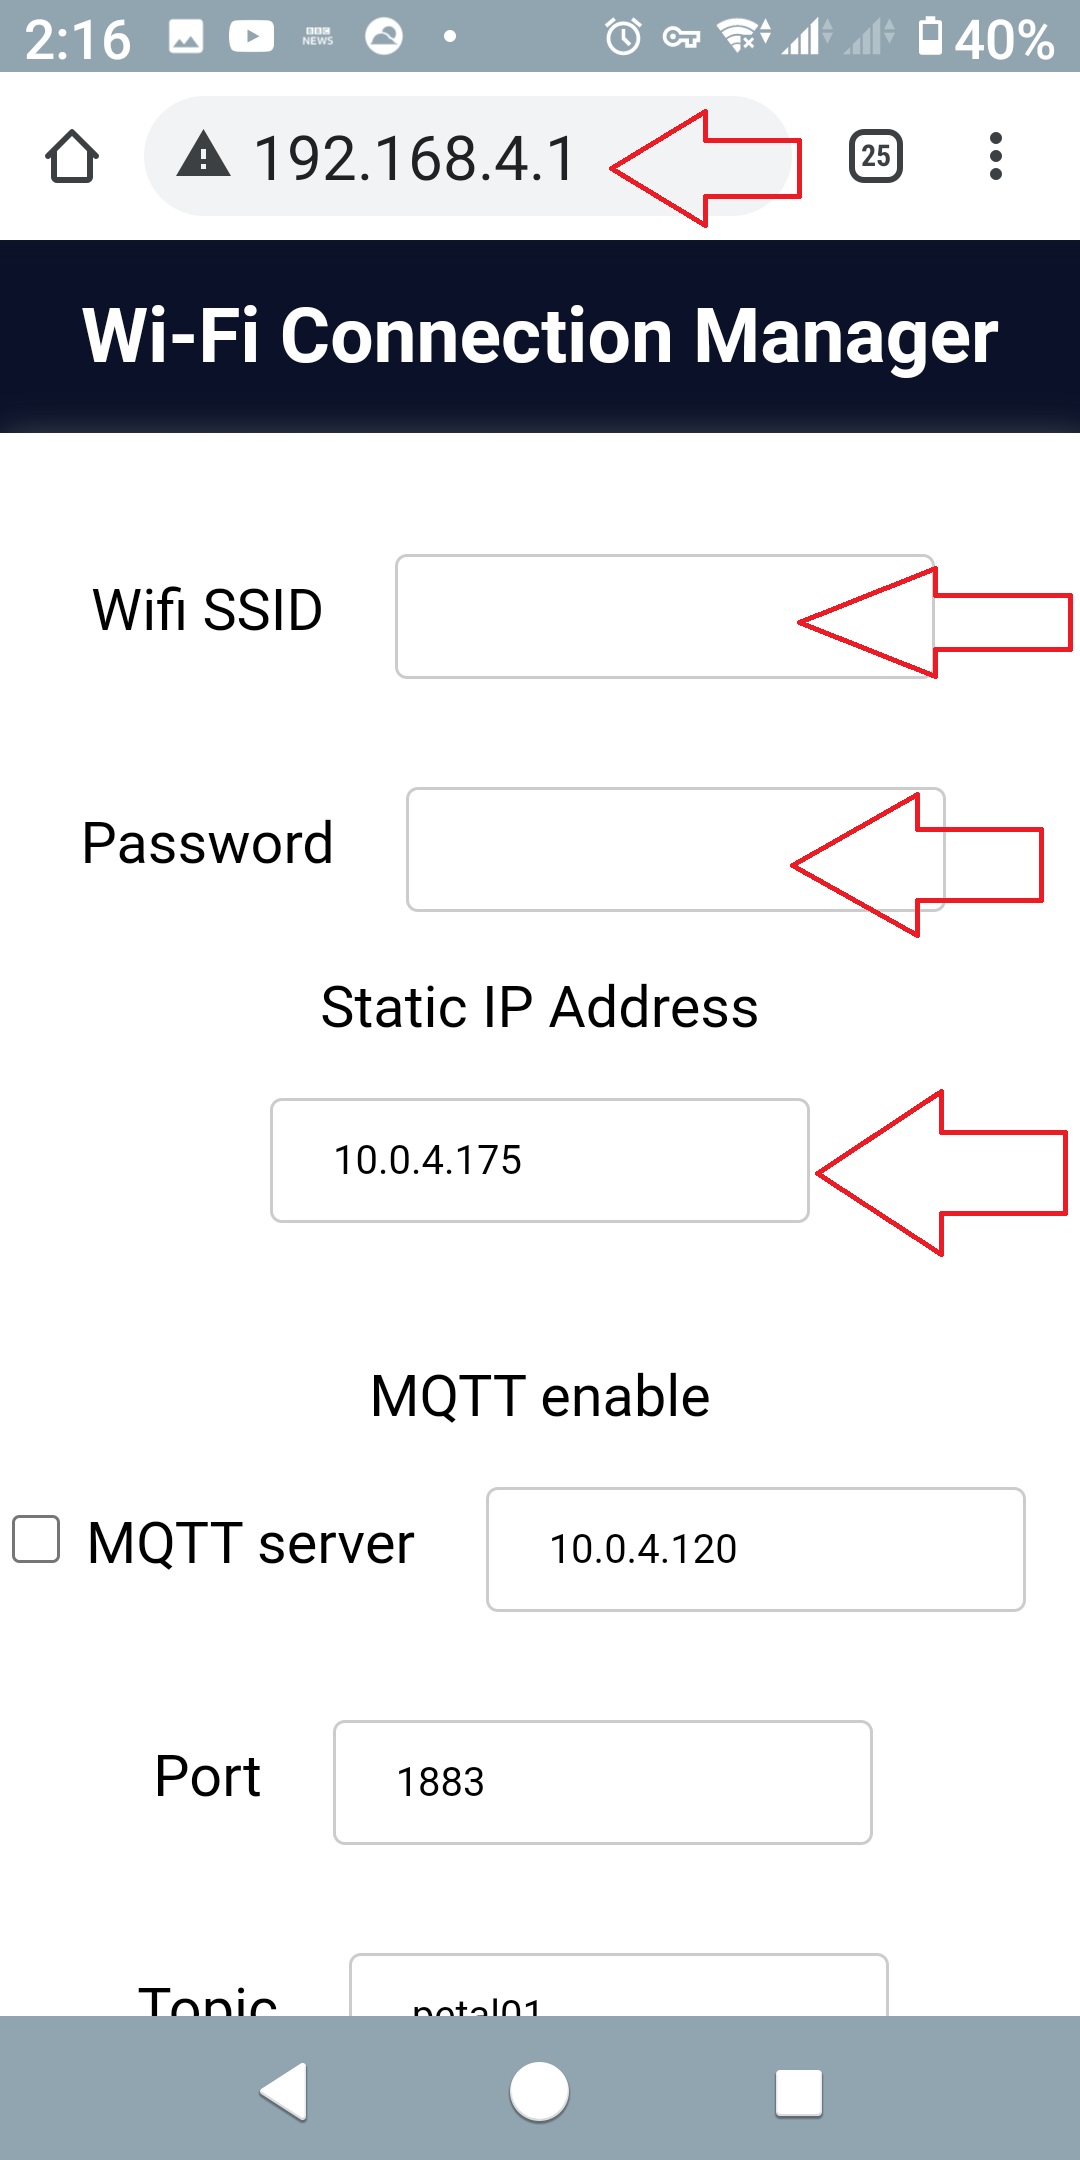 2:16 BBC NEWS 40%
192.168.4.1 25
Wi-Fi Connection Manager
Wifi SSID
Password
Static IP Address
10.0.4.175
MQTT enable
MQTT server 10.0.4.120
Port 1883
Topic petal01